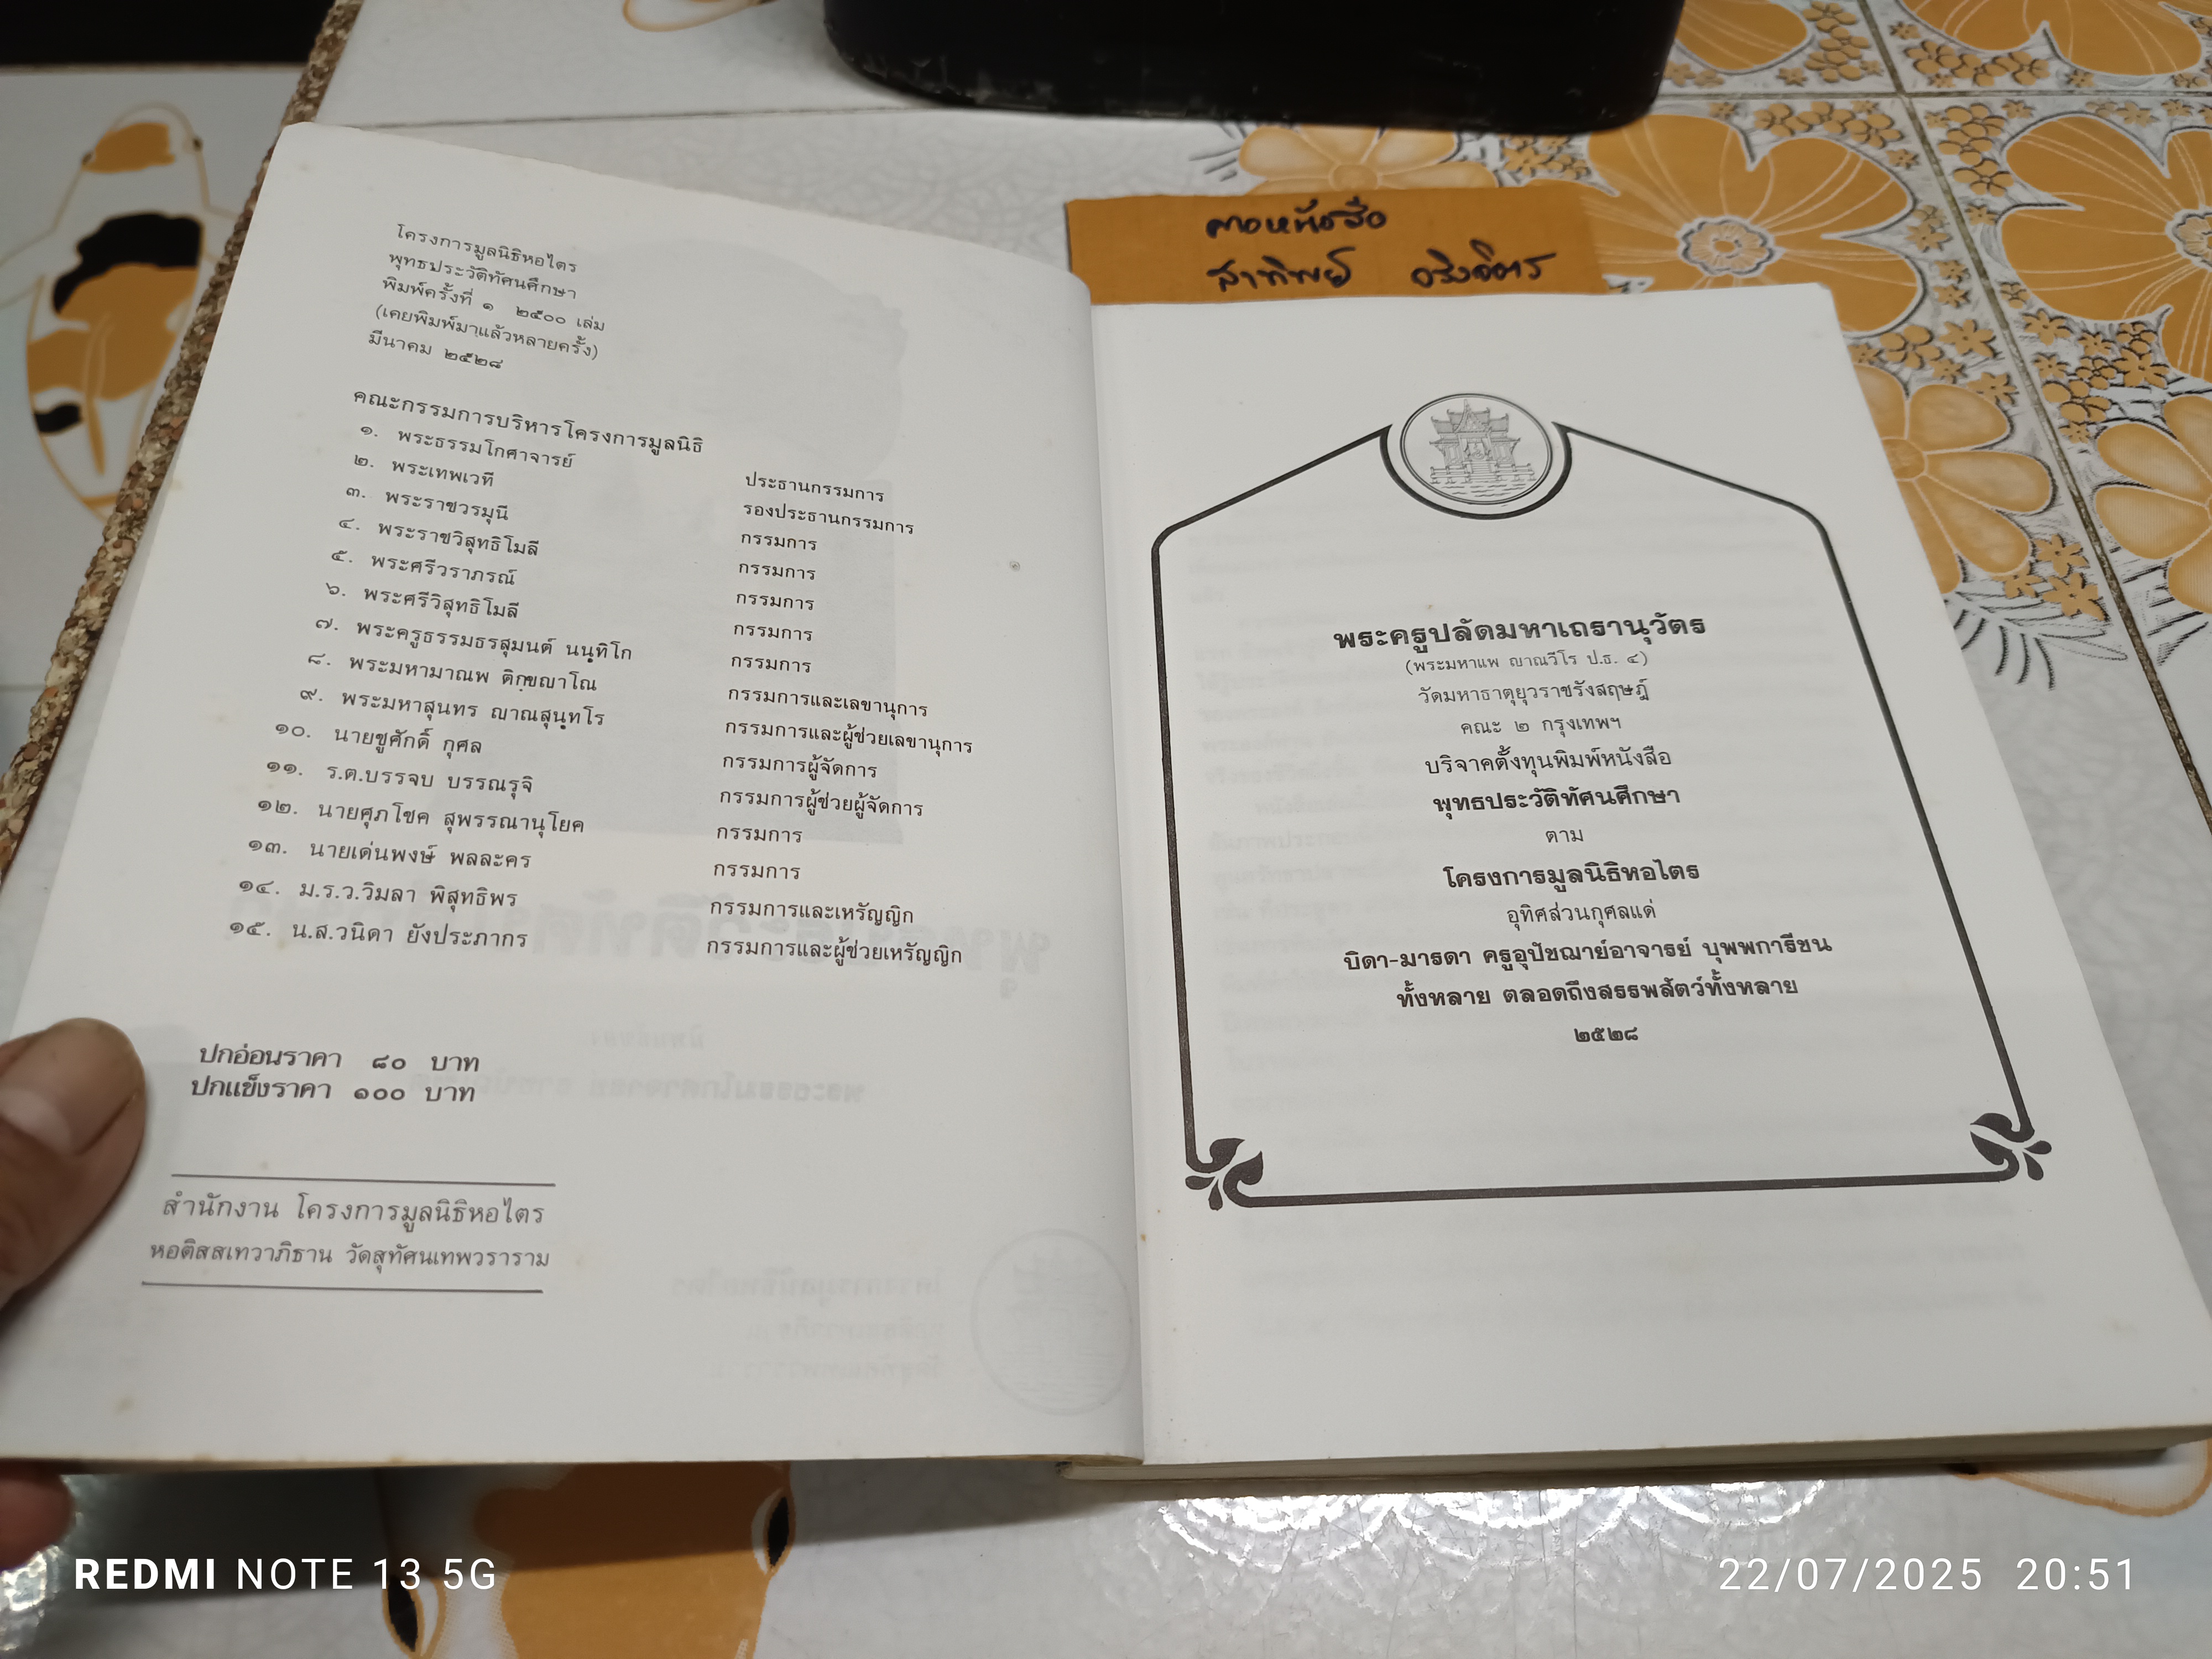 โครงการมูลนิธิหอไตร
พุทธประวัติทัศนศึกษา
พิมพ์ครั้งที่ ๑ ๒๕๐๐ เล่ม
(เคยพิมพ์มาแล้วหลายครั้ง)
มีนาคม ๒๕๒๘
คณะกรรมการบริหารโครงการมูลนิธิ
๑. พระธรรมโกศาจารย์ ประธานกรรมการ
๒. พระเทพเวที รองประธานกรรมการ
๓. พระราชวรมุนี กรรมการ
๔. พระราชวิสุทธิโมลี กรรมการ
๕. พระศรีวราภรณ์ กรรมการ
๖. พระศรีวิสุทธิโมลี กรรมการ
๗. พระครูธรรมธรสุมนต์ นนฺทิโก กรรมการ
๘. พระมหามาณพ ติกฺขญาโณ กรรมการและเลขานุการ
๙. พระมหาสุนทร ญาณสุนฺทโร กรรมการและผู้ช่วยเลขานุการ
๑๐. นายชูศักดิ์ กุศล กรรมการผู้จัดการ
๑๑. ร.ต.บรรจบ บรรณรุจิ กรรมการผู้ช่วยผู้จัดการ
๑๒. นายศุภโชค สุพรรณานุโยค กรรมการ
๑๓. นายเด่นพงษ์ พลละคร กรรมการ
๑๔. ม.ร.ว.วิมลา พิสุทธิพร กรรมการและเหรัญญิก
๑๕. น.ส.วนิดา ยังประภากร กรรมการและผู้ช่วยเหรัญญิก
ปกอ่อนราคา ๘๐ บาท
ปกแข็งราคา ๑๐๐ บาท
สำนักงาน โครงการมูลนิธิหอไตร
หอติสสเทวาภิธาน วัดสุทัศนเทพวราราม
พระครูปลัดมหาเถรานุวัตร
(พระมหาแพ ญาณวีโร ป.ธ. ๔)
วัดมหาธาตุยุวราชรังสฤษฎ์
คณะ ๒ กรุงเทพฯ
บริจาคตั้งทุนพิมพ์หนังสือ
พุทธประวัติทัศนศึกษา
ตาม
โครงการมูลนิธิหอไตร
อุทิศส่วนกุศลแด่
บิดา-มารดา ครูอุปัชฌาย์อาจารย์ บุพพการีชน
ทั้งหลาย ตลอดถึงสรรพสัตว์ทั้งหลาย
๒๕๒๘
REDMI NOTE 13 5G
22/07/2025 20:51